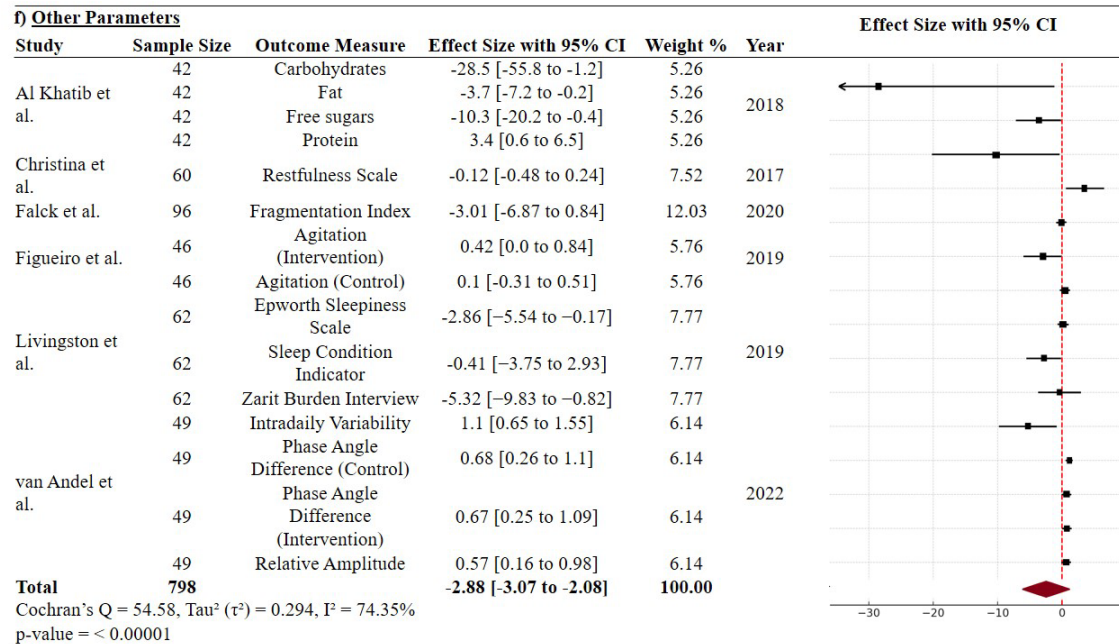 f) Other Parameters
Effect Size with 95% CI
Study Sample Size Outcome Measure Effect Size with 95% CI Weight % Year
Al Khatib et al.
42 Carbohydrates -28.5 [-55.8 to -1.2] 5.26
42 Fat -3.7 [-7.2 to -0.2] 5.26
2018
42 Free sugars -10.3 [-20.2 to -0.4] 5.26
42 Protein 3.4 [0.6 to 6.5] 5.26
Christina et al.
60 Restfulness Scale -0.12 [-0.48 to 0.24] 7.52 2017
Falck et al. 96 Fragmentation Index -3.01 [-6.87 to 0.84] 12.03 2020
Figueiro et al.
46 Agitation (Intervention) 0.42 [0.0 to 0.84] 5.76
2019
46 Agitation (Control) 0.1 [-0.31 to 0.51] 5.76
Livingston et al.
62 Epworth Sleepiness Scale -2.86 [−5.54 to −0.17] 7.77
62 Sleep Condition Indicator -0.41 [−3.75 to 2.93] 7.77
2019
62 Zarit Burden Interview -5.32 [−9.83 to −0.82] 7.77
van Andel et al.
49 Intradaily Variability 1.1 [0.65 to 1.55] 6.14
49 Phase Angle Difference (Control) 0.68 [0.26 to 1.1] 6.14
2022
49 Phase Angle Difference (Intervention) 0.67 [0.25 to 1.09] 6.14
49 Relative Amplitude 0.57 [0.16 to 0.98] 6.14
Total 798 -2.88 [-3.07 to -2.08] 100.00
Cochran’s Q = 54.58, Tau² (τ²) = 0.294, I² = 74.35%
p-value = < 0.00001
−30 −20 −10 0